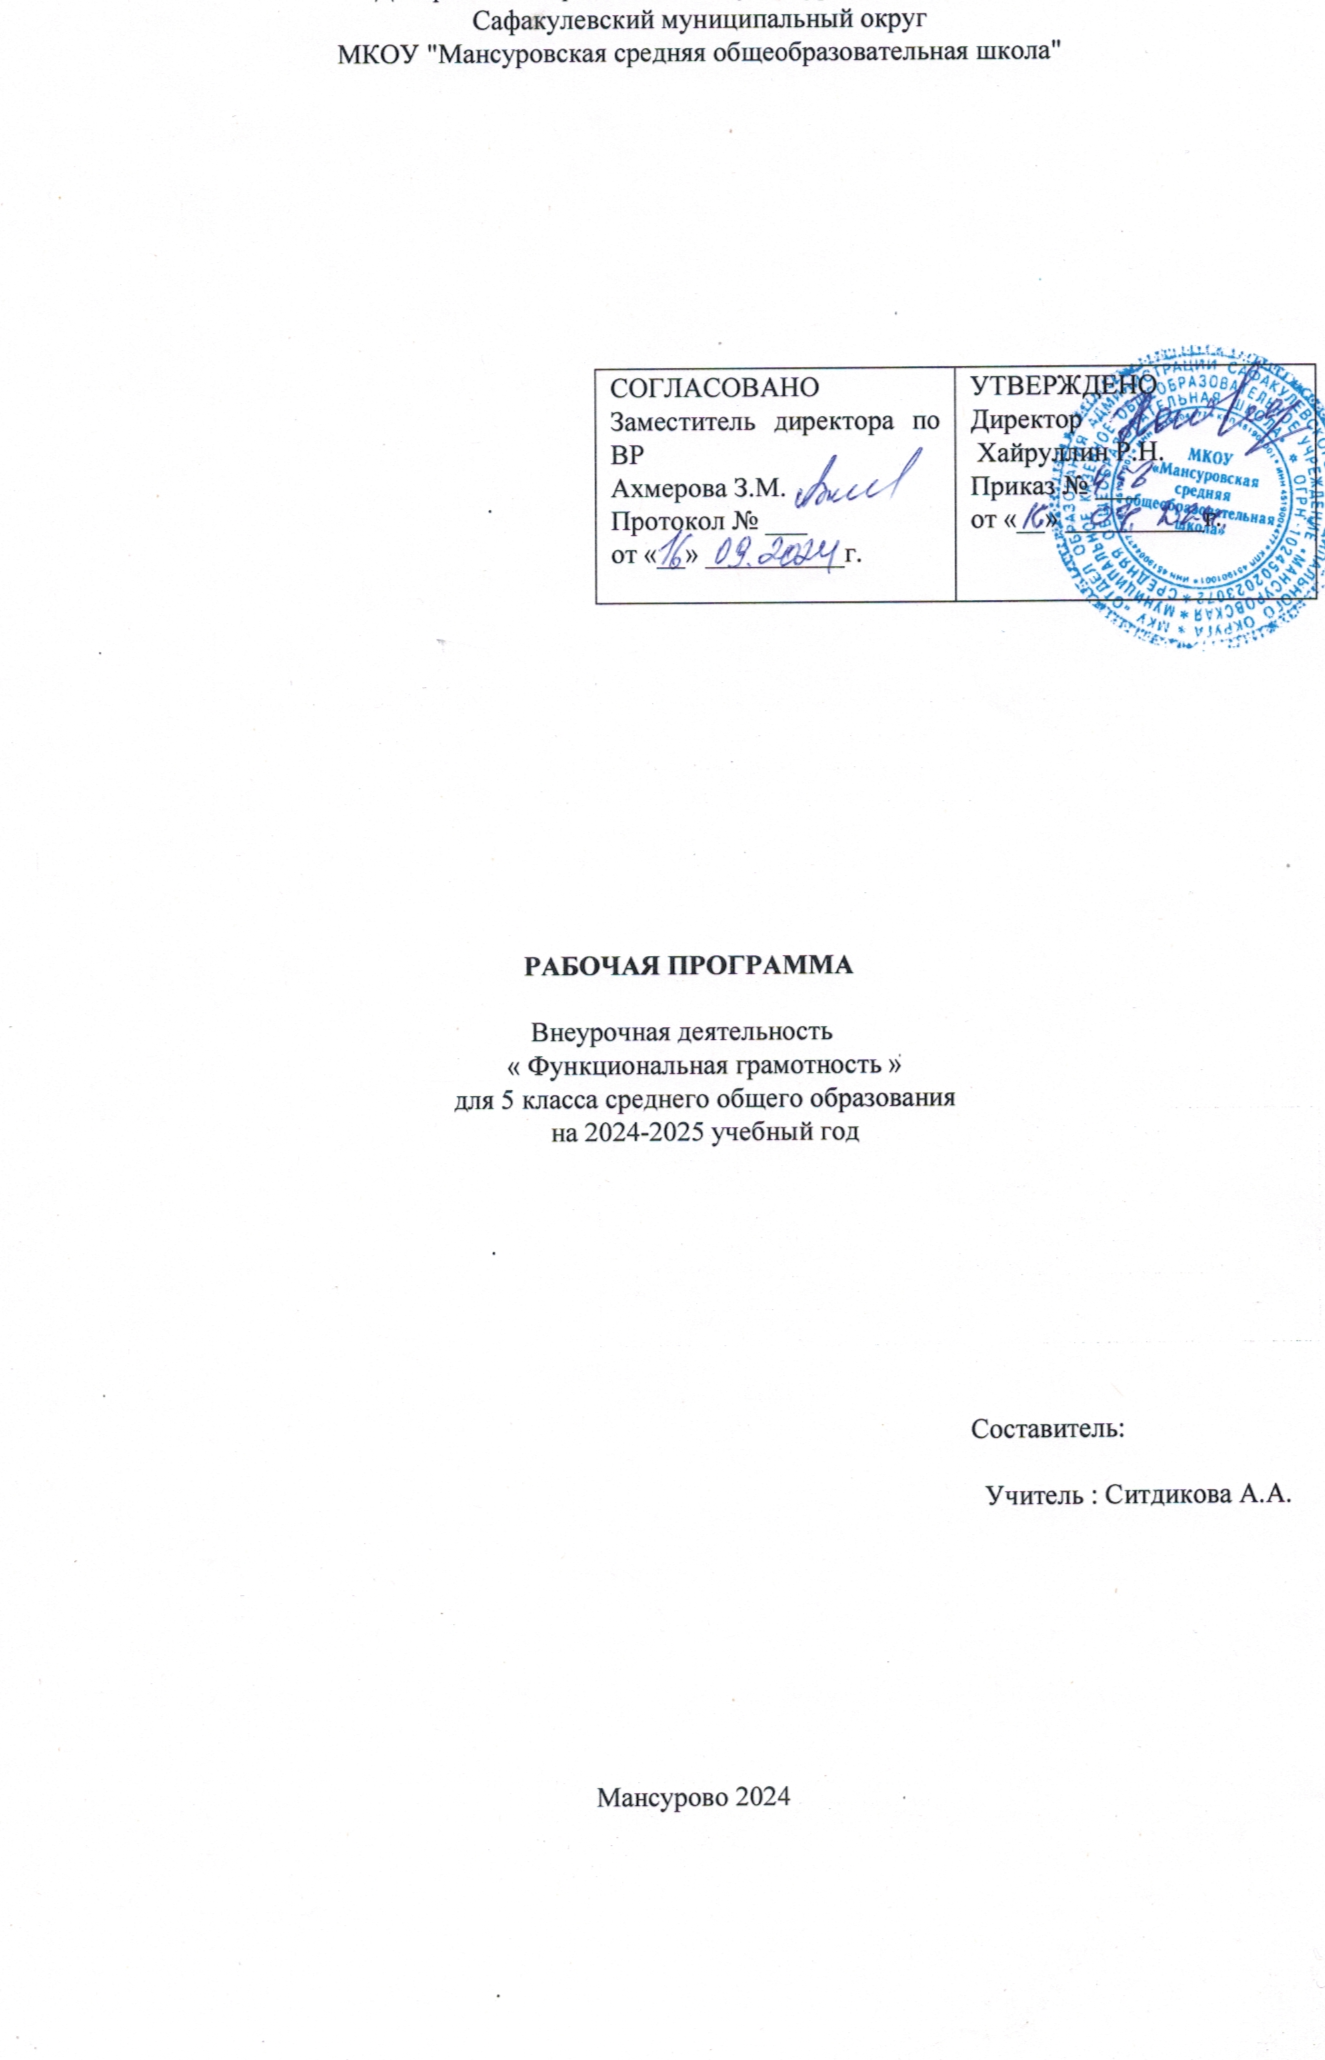 Сафакулевский муниципальный округ
МКОУ "Мансуровская средняя общеобразовательная школа"
СОГЛАСОВАНО
Заместитель директора по
ВР
Ахмерова З.М.
Протокол № ___
от «16» 09.2024 г.
УТВЕРЖДЕНО
Директор
Хайруллин Р.Н.
Приказ №
от «16» г.
МКОУ
«Мансуровская
средняя
общеобразовательная
школа»
РАБОЧАЯ ПРОГРАММА
Внеурочная деятельность
« Функциональная грамотность »
для 5 класса среднего общего образования
на 2024-2025 учебный год
Составитель:
Учитель : Ситдикова А.А.
Мансурово 2024